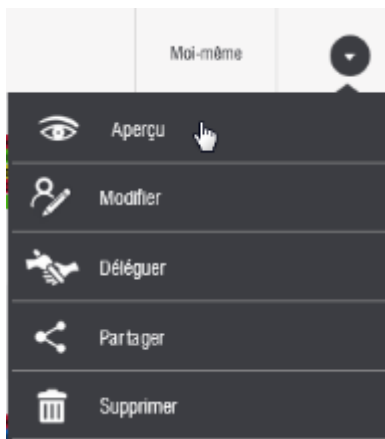 Moi-même
Aperçu
Modifier
Déléguer
Partager
Supprimer